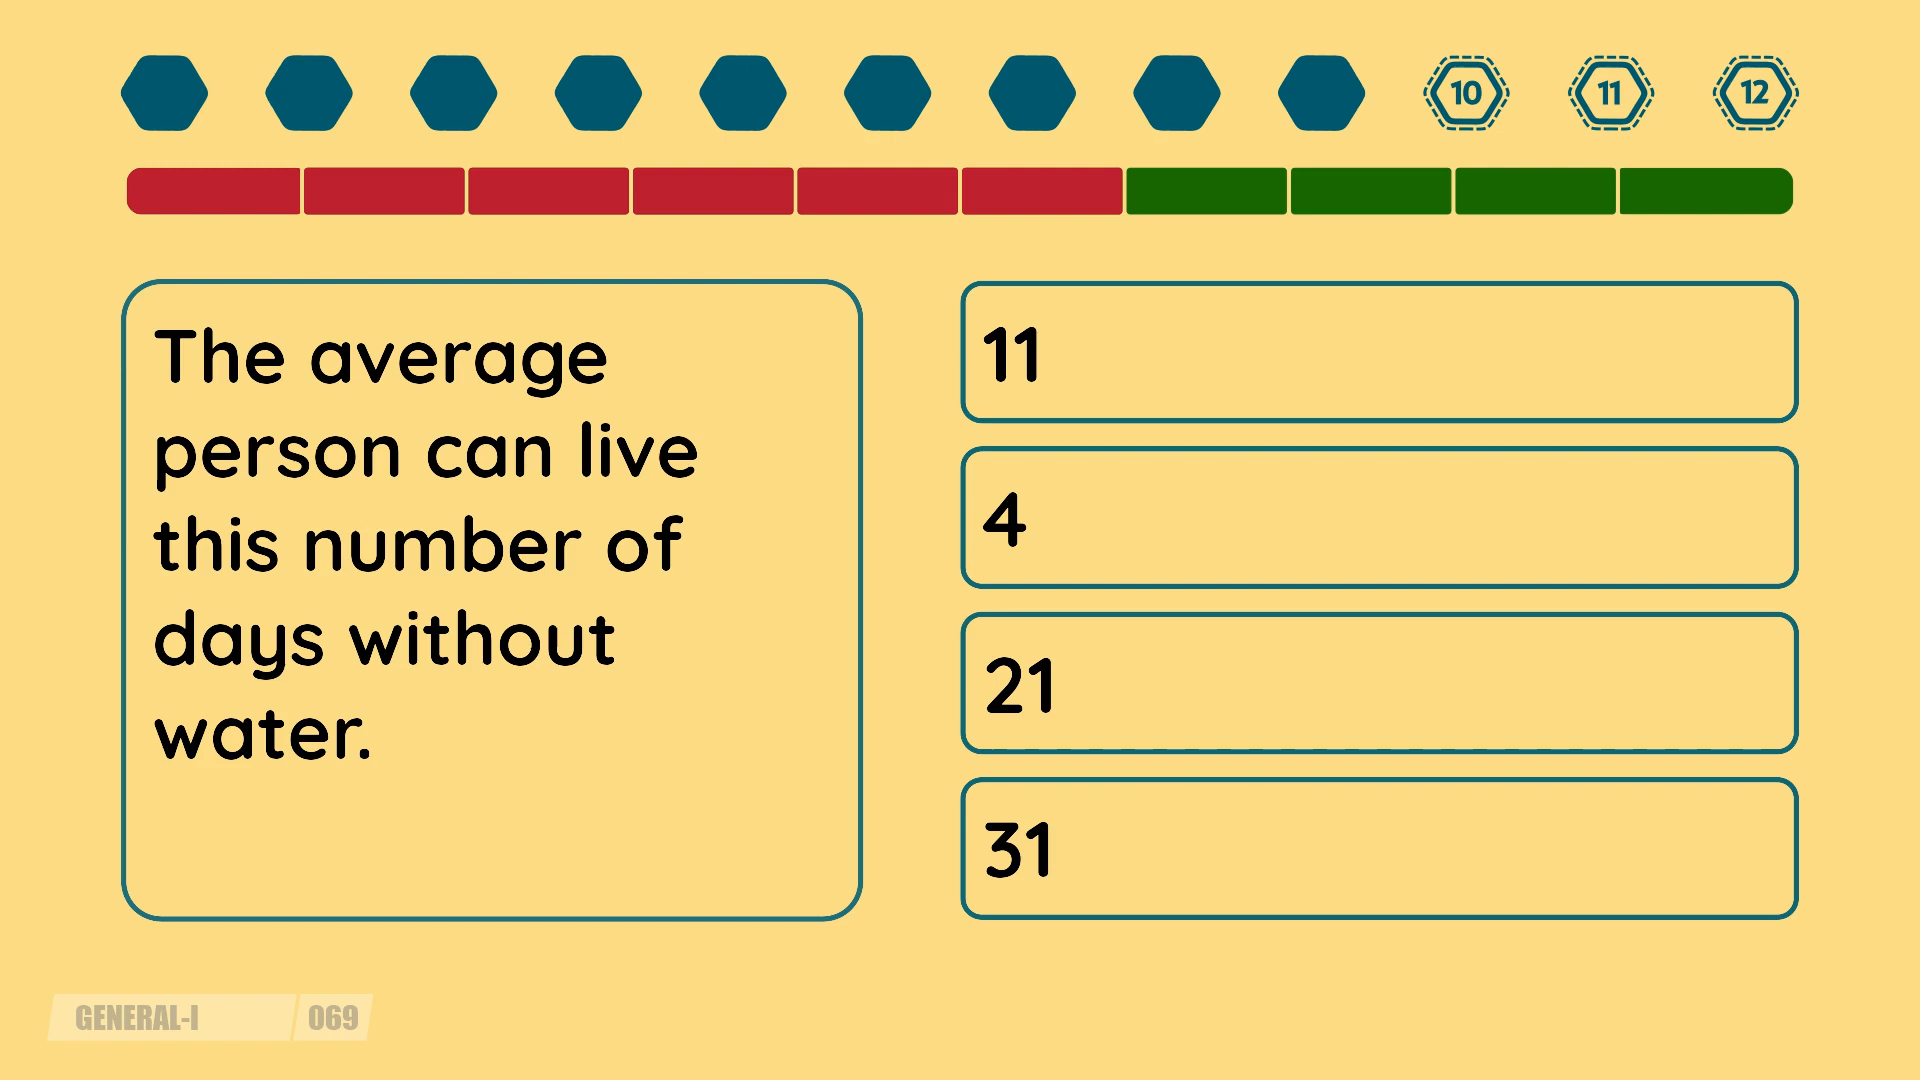 10
11
12
The average
person can live
this number of
days without
water.
11
4
21
31
GENERAL-I
069